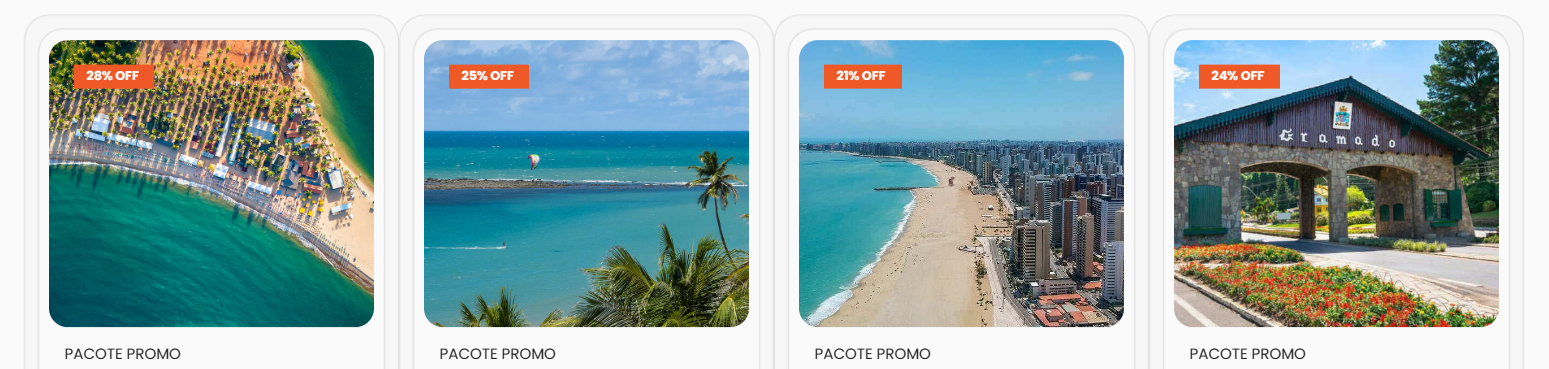 28% OFF
25% OFF
21% OFF
24% OFF
Gramado
PACOTE PROMO
PACOTE PROMO
PACOTE PROMO
PACOTE PROMO